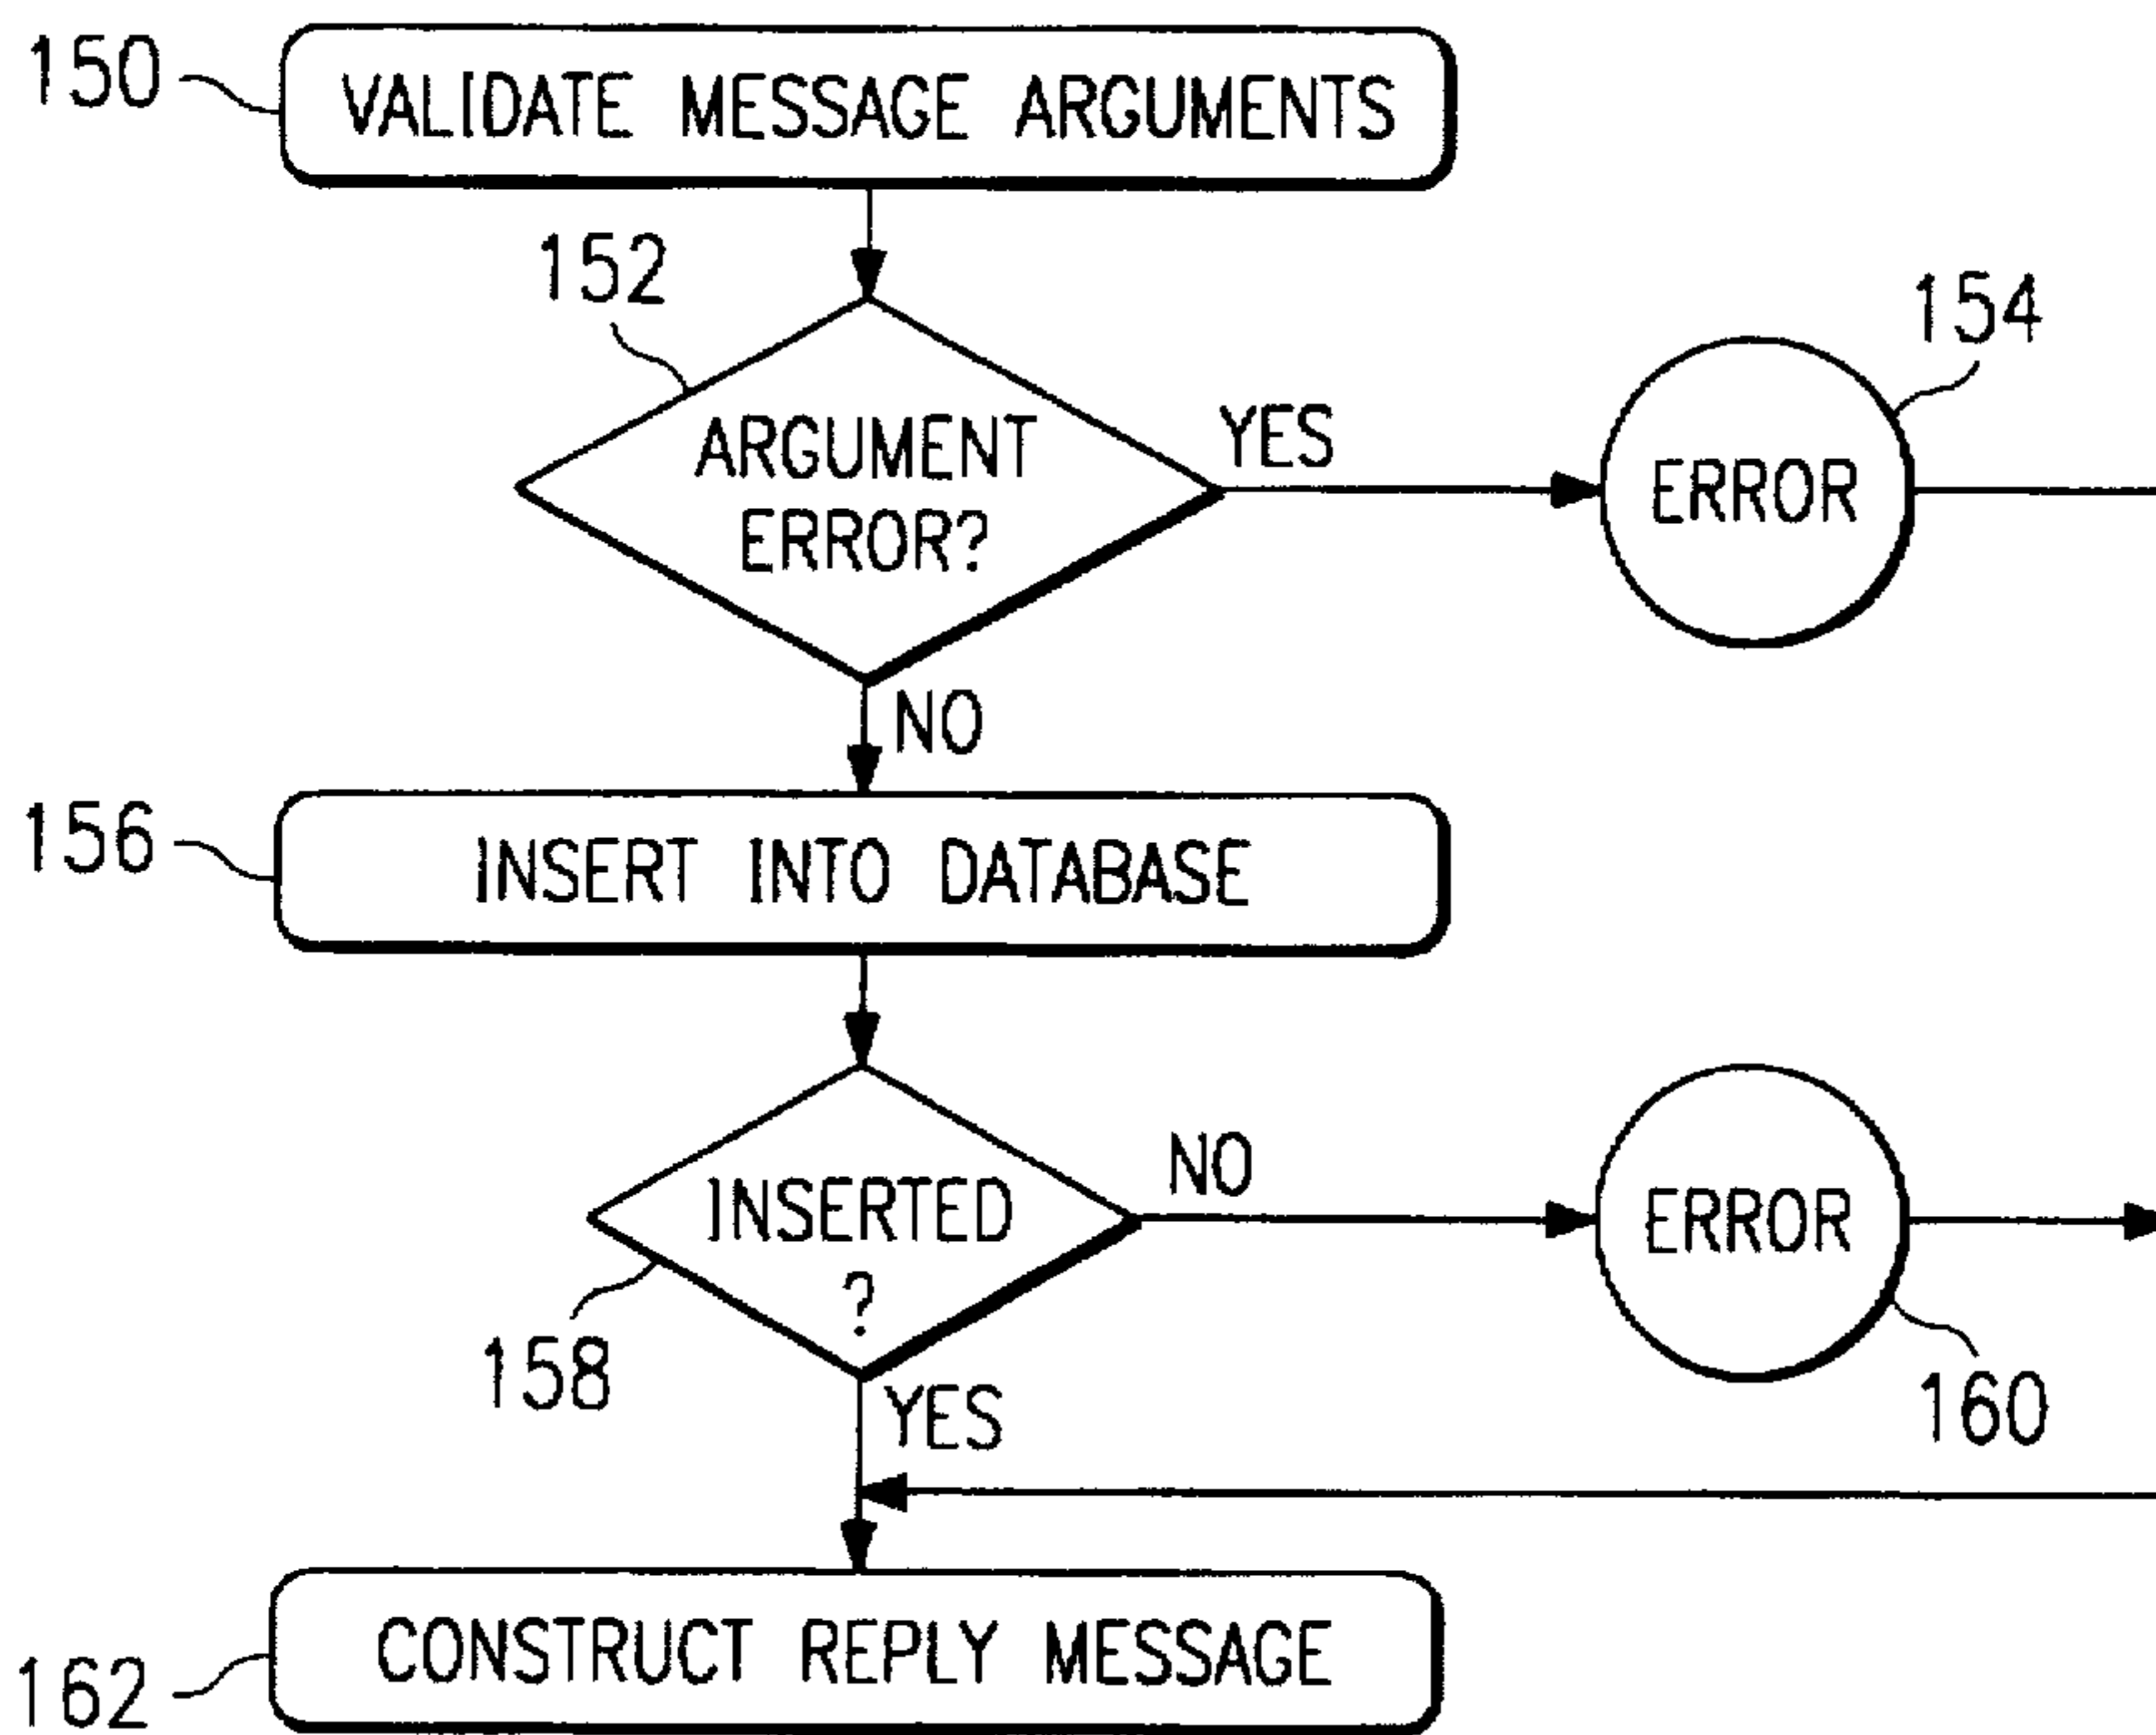 150
VALIDATE MESSAGE ARGUMENTS
152
154
ARGUMENT
ERROR?
YES
ERROR
NO
156
INSERT INTO DATABASE
INSERTED
?
NO
ERROR
158
YES
160
CONSTRUCT REPLY MESSAGE
162